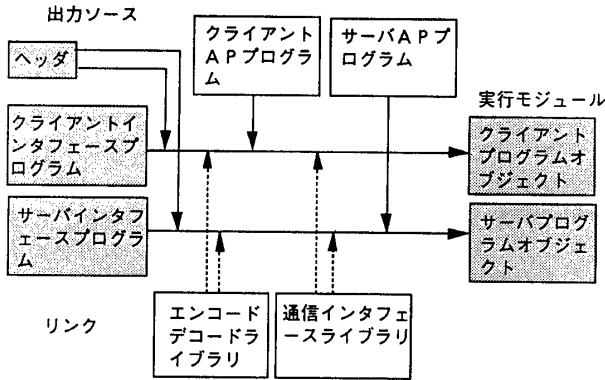 出力ソース
ヘッダ
クライアント
APプログラ
ム
サーバAPプ
ログラム
実行モジュール
クライアントイ
ンタフェースプ
ログラム
クライアント
プログラムオ
ブジェクト
サーバインタフ
ェースプログラ
ム
サーバプログ
ラムオブジェ
クト
リンク
エンコード
デコードラ
イブラリ
通信インタフェ
ースライブラリ